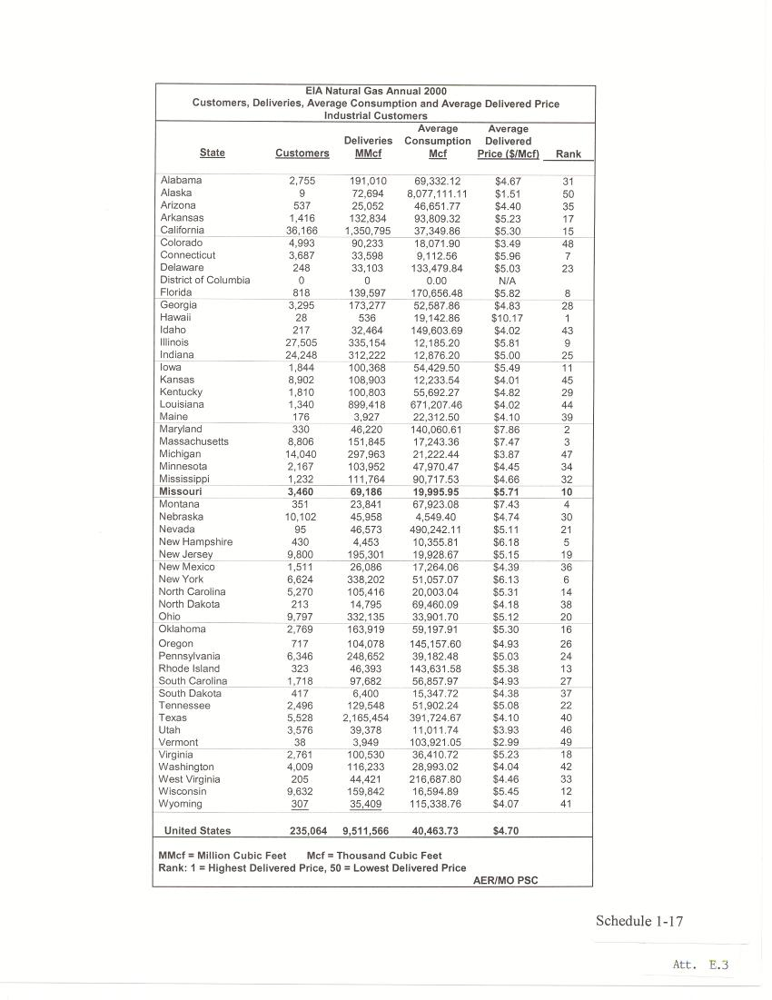 EIA Natural Gas Annual 2000
Customers, Deliveries, Average Consumption and Average Delivered Price
Industrial Customers
Average Average
Deliveries Consumption Delivered
State Customers MMcf Mcf Price ($/Mcf) Rank
Alabama 2,755 191,010 69,332.12 $4.67 31
Alaska 9 72,694 8,077,111.11 $1.51 50
Arizona 537 25,052 46,651.77 $4.40 35
Arkansas 1,416 132,834 93,809.32 $5.23 17
California 36,166 1,350,795 37,349.86 $5.30 15
Colorado 4,993 90,233 18,071.90 $3.49 48
Connecticut 3,687 33,598 9,112.56 $5.96 7
Delaware 248 33,103 133,479.84 $5.03 23
District of Columbia 0 0 0.00 N/A
Florida 818 139,597 170,656.48 $5.82 8
Georgia 3,295 173,277 52,587.86 $4.83 28
Hawaii 28 536 19,142.86 $10.17 1
Idaho 217 32,464 149,603.69 $4.02 43
Illinois 27,505 335,154 12,185.20 $5.81 9
Indiana 24,248 312,222 12,876.20 $5.00 25
Iowa 1,844 100,368 54,429.50 $5.49 11
Kansas 8,902 108,903 12,233.54 $4.01 45
Kentucky 1,810 100,803 55,692.27 $4.82 29
Louisiana 1,340 899,418 671,207.46 $4.02 44
Maine 176 3,927 22,312.50 $4.10 39
Maryland 330 46,220 140,060.61 $7.86 2
Massachusetts 8,806 151,845 17,243.36 $7.47 3
Michigan 14,040 297,963 21,222.44 $3.87 47
Minnesota 2,167 103,952 47,970.47 $4.45 34
Mississippi 1,232 111,764 90,717.53 $4.66 32
Missouri 3,460 69,186 19,995.95 $5.71 10
Montana 351 23,841 67,923.08 $7.43 4
Nebraska 10,102 45,958 4,549.40 $4.74 30
Nevada 95 46,573 490,242.11 $5.11 21
New Hampshire 430 4,453 10,355.81 $6.18 5
New Jersey 9,800 195,301 19,928.67 $5.15 19
New Mexico 1,511 26,086 17,264.06 $4.39 36
New York 6,624 338,202 51,057.07 $6.13 6
North Carolina 5,270 105,416 20,003.04 $5.31 14
North Dakota 213 14,795 69,460.09 $4.18 38
Ohio 9,797 332,135 33,901.70 $5.12 20
Oklahoma 2,769 163,919 59,197.91 $5.30 16
Oregon 717 104,078 145,157.60 $4.93 26
Pennsylvania 6,346 248,652 39,182.48 $5.03 24
Rhode Island 323 46,393 143,631.58 $5.38 13
South Carolina 1,718 97,682 56,857.97 $4.93 27
South Dakota 417 6,400 15,347.72 $4.38 37
Tennessee 2,496 129,548 51,902.24 $5.08 22
Texas 5,528 2,165,454 391,724.67 $4.10 40
Utah 3,576 39,378 11,011.74 $3.93 46
Vermont 38 3,949 103,921.05 $2.99 49
Virginia 2,761 100,530 36,410.72 $5.23 18
Washington 4,009 116,233 28,993.02 $4.04 42
West Virginia 205 44,421 216,687.80 $4.46 33
Wisconsin 9,632 159,842 16,594.89 $5.45 12
Wyoming 307 35,409 115,338.76 $4.07 41
United States 235,064 9,511,566 40,463.73 $4.70
MMcf = Million Cubic Feet Mcf = Thousand Cubic Feet
Rank: 1 = Highest Delivered Price, 50 = Lowest Delivered Price
AER/MO PSC
Schedule 1-17
Att. E.3